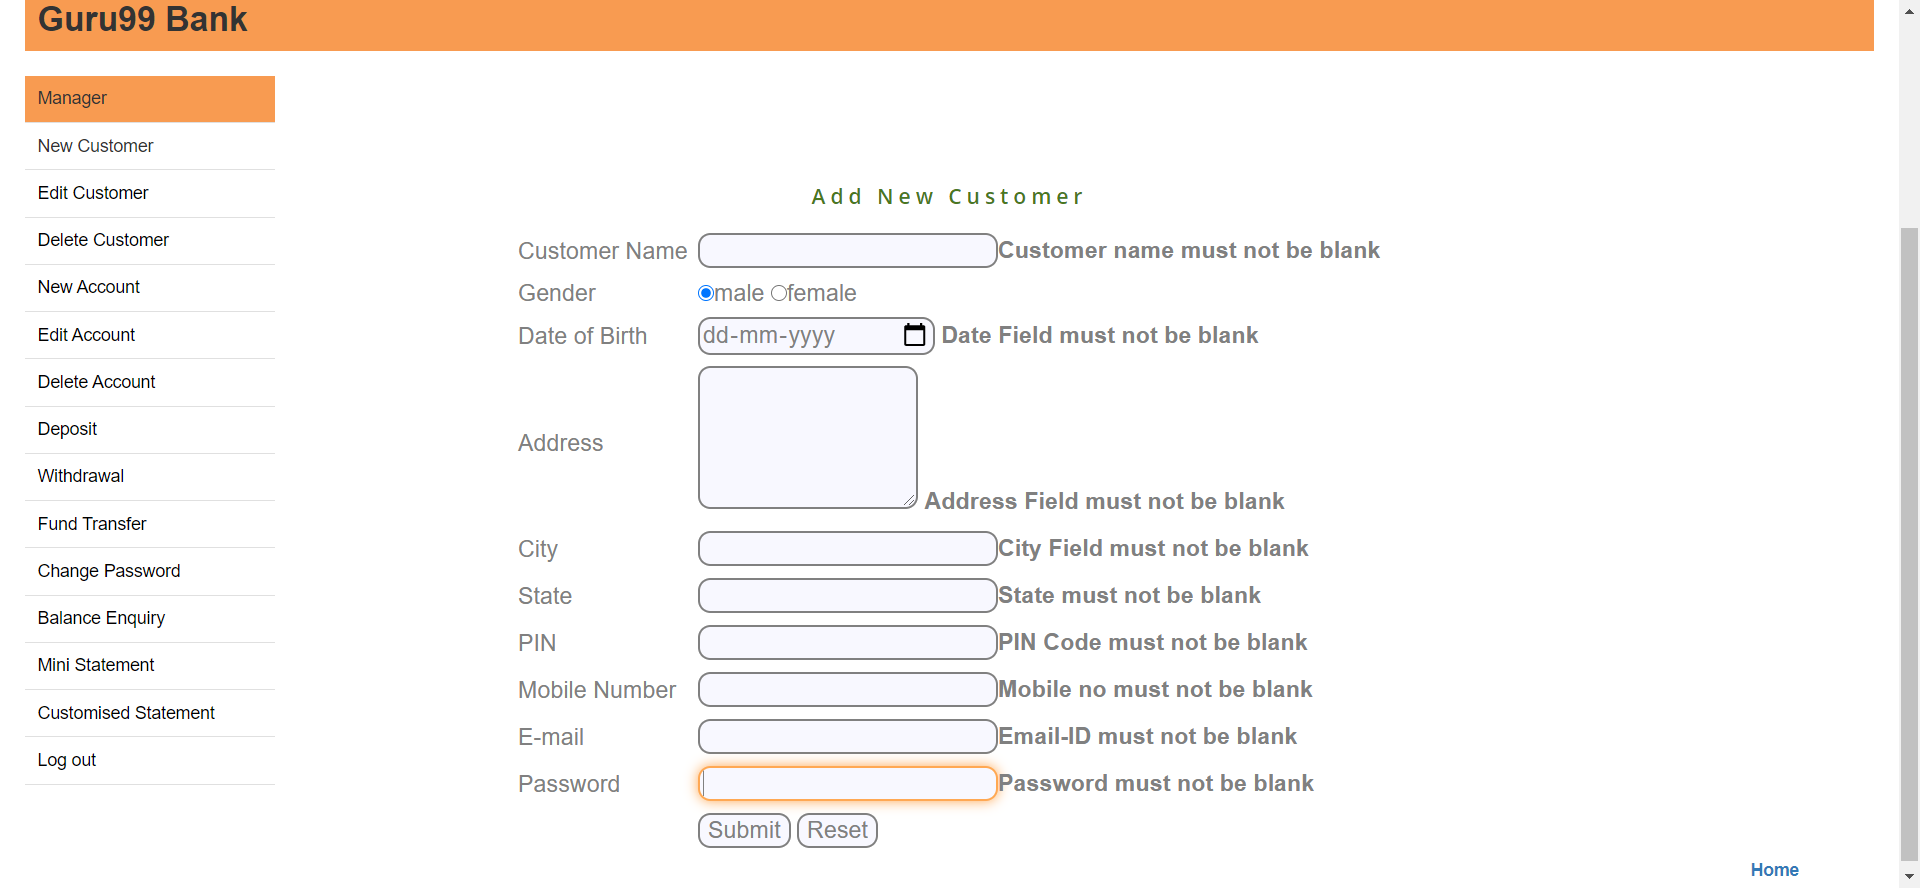 Guru99 Bank
Manager
New Customer
Edit Customer
Delete Customer
New Account
Edit Account
Delete Account
Deposit
Withdrawal
Fund Transfer
Change Password
Balance Enquiry
Mini Statement
Customised Statement
Log out
Add New Customer
Customer Name Customer name must not be blank
Gender male female
Date of Birth dd-mm-yyyy Date Field must not be blank
Address Address Field must not be blank
City City Field must not be blank
State State must not be blank
PIN PIN Code must not be blank
Mobile Number Mobile no must not be blank
E-mail Email-ID must not be blank
Password Password must not be blank
Submit Reset
Home